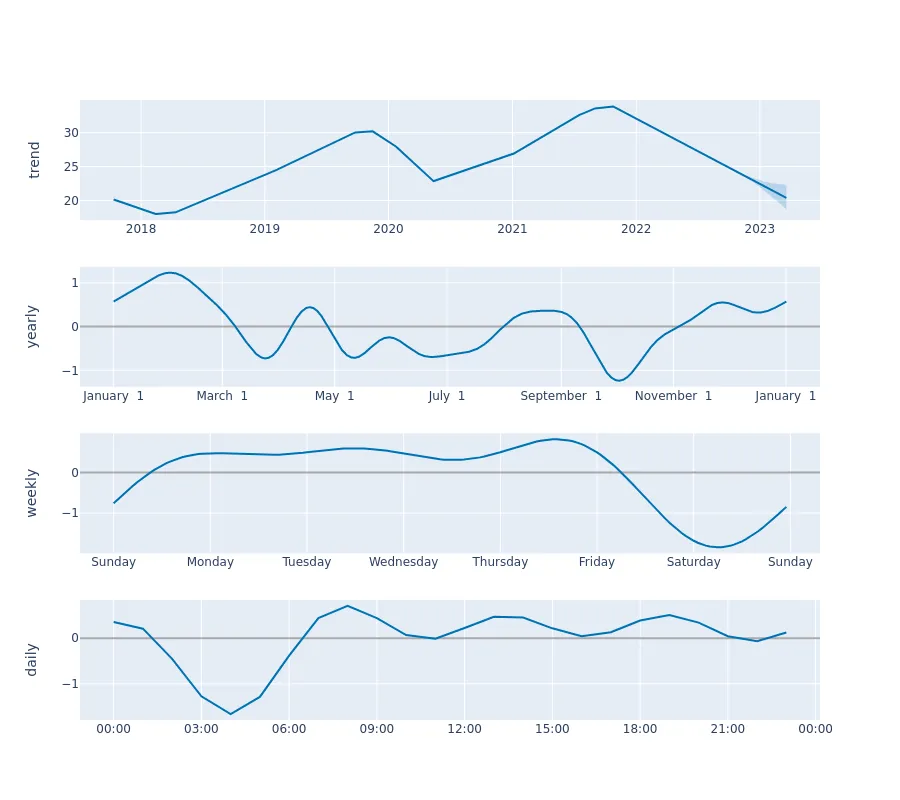 trend
30
25
20
2018 2019 2020 2021 2022 2023
yearly
1
0
−1
January 1 March 1 May 1 July 1 September 1 November 1 January 1
weekly
0
−1
Sunday Monday Tuesday Wednesday Thursday Friday Saturday Sunday
daily
0
−1
00:00 03:00 06:00 09:00 12:00 15:00 18:00 21:00 00:00